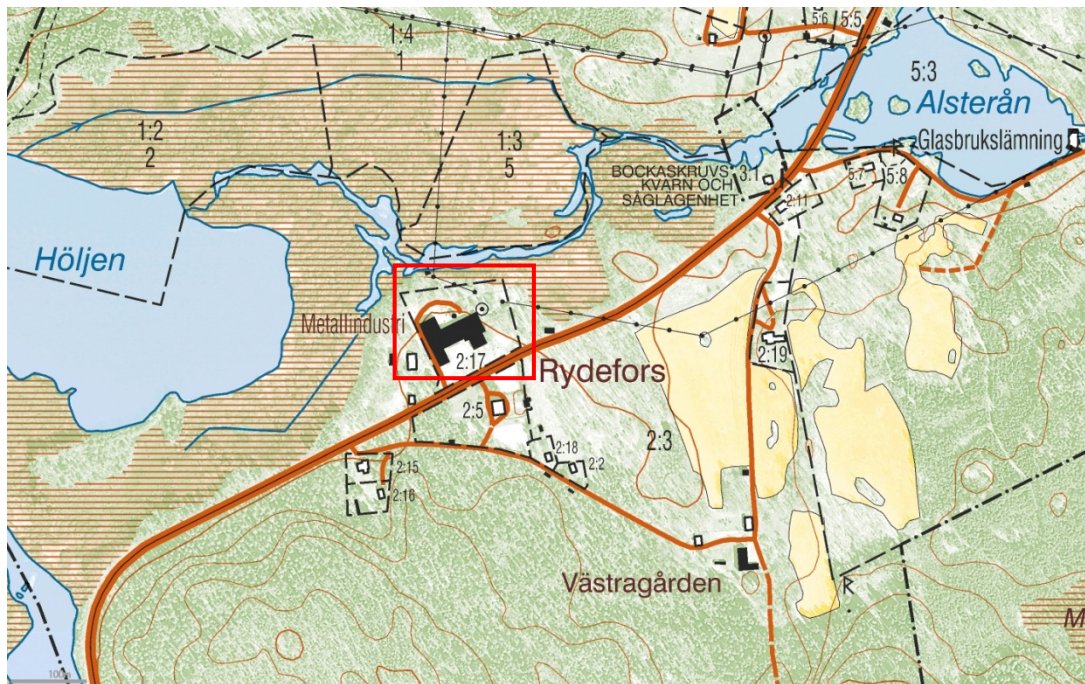 5:6
5:5
1:4
1
5:3
Alsterån
1:2
2
1:3
5
Glasbrukslämning
BOCKASKRUVS
KVARN OCH
SÅGLÄGENHET
3:1
5:7
5:8
2:11
Höljen
Metallindustri
2:17
2:19
Rydefors
2:5
2:3
2:18
2:2
2:15
2:16
Västragården
R
M
100m